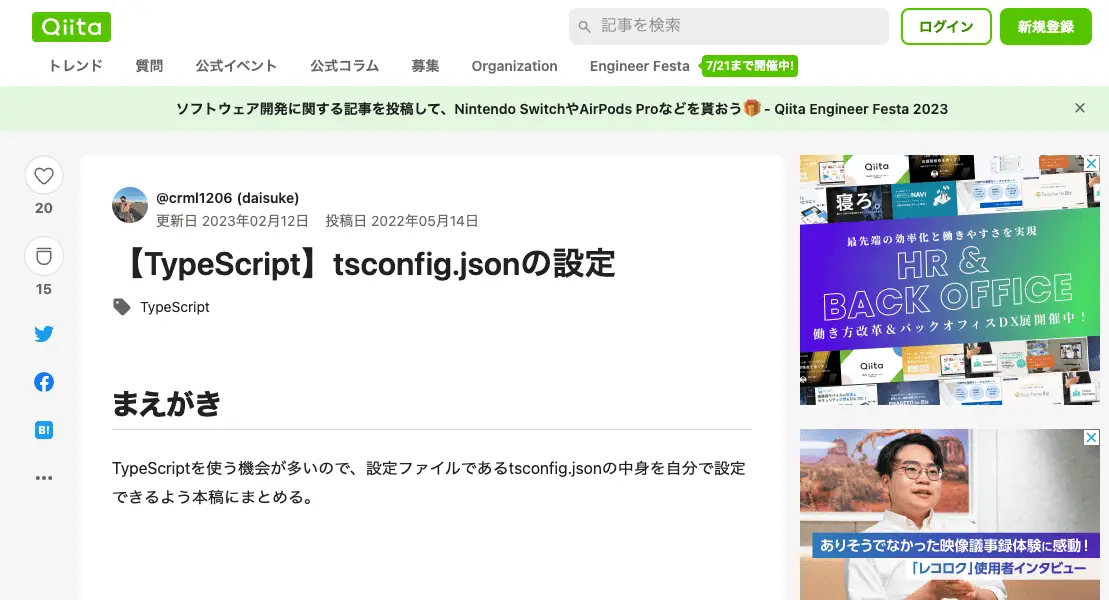 Qiita
記事を検索
ログイン
新規登録
トレンド
質問
公式イベント
公式コラム
募集
Organization
Engineer Festa
7/21まで開催中!
ソフトウェア開発に関する記事を投稿して、Nintendo SwitchやAirPods Proなどを貰おう🎁 - Qiita Engineer Festa 2023
20
15
B!
@crml1206 (daisuke)
更新日 2023年02月12日 投稿日 2022年05月14日
【TypeScript】tsconfig.jsonの設定
TypeScript
まえがき
TypeScriptを使う機会が多いので、設定ファイルであるtsconfig.jsonの中身を自分で設定
できるよう本稿にまとめる。
Qiita
寝ろ。
NAVI
最先端の効率化と働きやすさを実現
HR &
BACK OFFICE
働き方改革&バックオフィスDX展開催中!
Qiita
ありそうでなかった映像議事録体験に感動!
「レコログ」使用者インタビュー